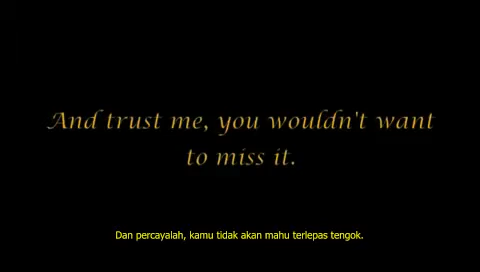 And trust me, you wouldn't want
to miss it.
Dan percayalah, kamu tidak akan mahu terlepas tengok.